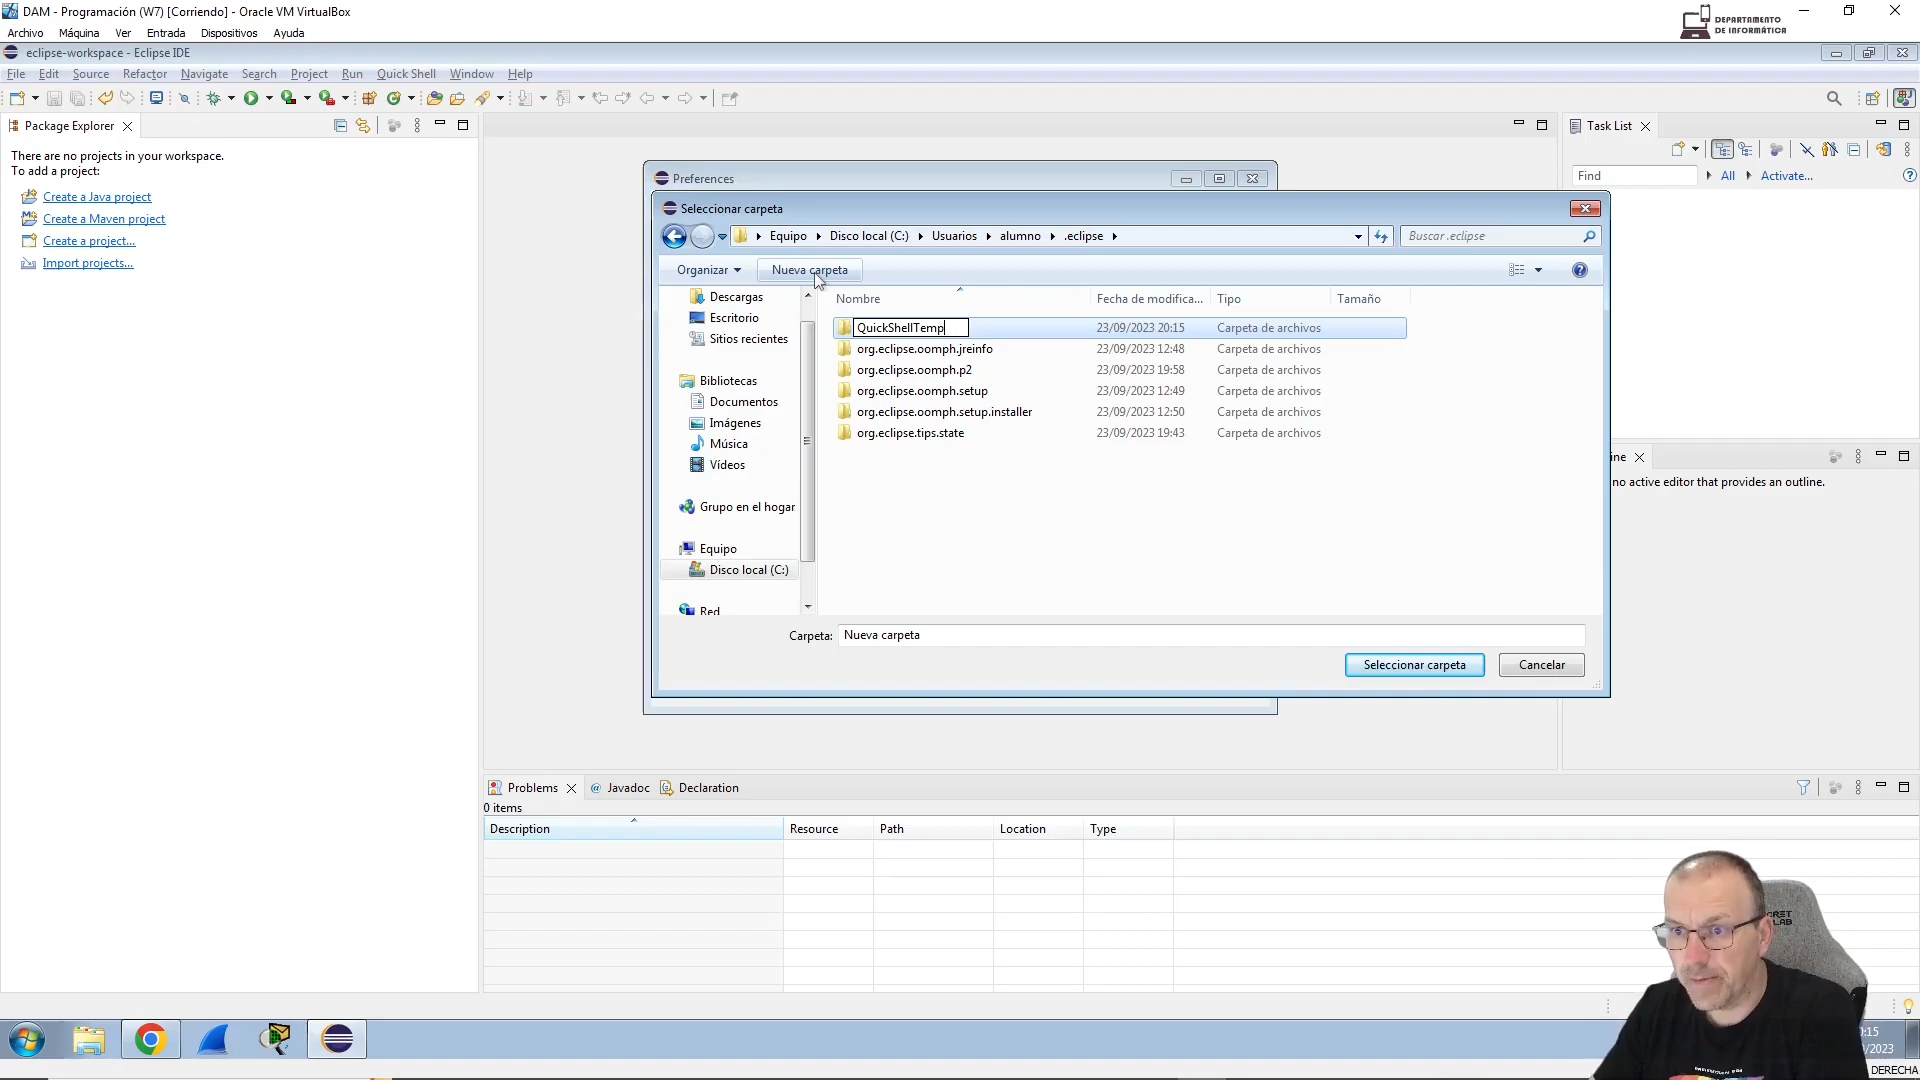 DAM - Programación (W7) [Corriendo] - Oracle VM VirtualBox
Archivo Máquina Ver Entrada Dispositivos Ayuda
DEPARTAMENTO
DE INFORMÁTICA
eclipse-workspace - Eclipse IDE
File Edit Source Refactor Navigate Search Project Run Quick Shell Window Help
Package Explorer
There are no projects in your workspace.
To add a project:
Create a Java project
Create a Maven project
Create a project...
Import projects...
Task List
Find
All
Activate...
Preferences
Seleccionar carpeta
Equipo
Disco local (C:)
Usuarios
alumno
.eclipse
Buscar .eclipse
Organizar
Nueva carpeta
Descargas
Escritorio
Sitios recientes
Bibliotecas
Documentos
Imágenes
Música
Vídeos
Grupo en el hogar
Equipo
Disco local (C:)
Red
Nombre Fecha de modifica... Tipo Tamaño
QuickShellTemp 23/09/2023 20:15 Carpeta de archivos
org.eclipse.oomph.jreinfo 23/09/2023 12:48 Carpeta de archivos
org.eclipse.oomph.p2 23/09/2023 19:58 Carpeta de archivos
org.eclipse.oomph.setup 23/09/2023 12:49 Carpeta de archivos
org.eclipse.oomph.setup.installer 23/09/2023 12:50 Carpeta de archivos
org.eclipse.tips.state 23/09/2023 19:43 Carpeta de archivos
Carpeta: Nueva carpeta
Seleccionar carpeta
Cancelar
ine
no active editor that provides an outline.
Problems
Javadoc
Declaration
0 items
Description Resource Path Location Type
CRET
LAB
:15
/2023
DERECHA